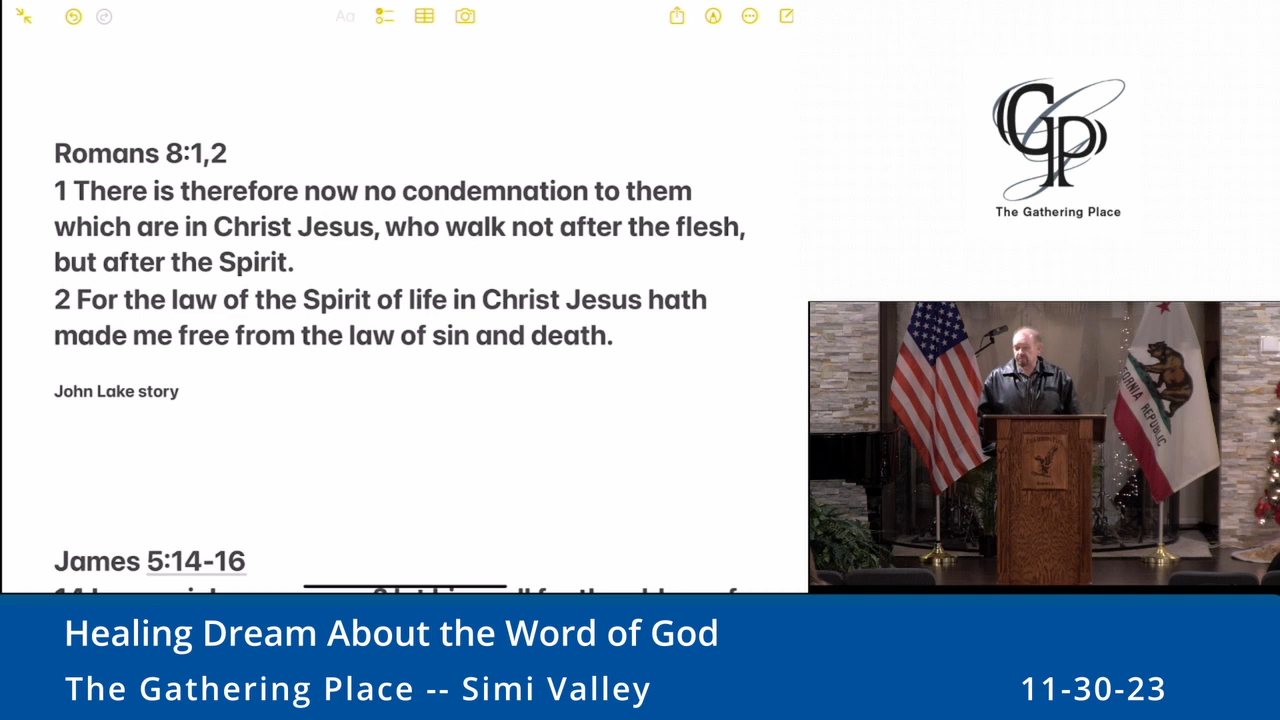 Aa
Romans 8:1,2
1 There is therefore now no condemnation to them
which are in Christ Jesus, who walk not after the flesh,
but after the Spirit.
2 For the law of the Spirit of life in Christ Jesus hath
made me free from the law of sin and death.
John Lake story
James 5:14-16
GP
The Gathering Place
CALIFORNIA REPUBLIC
Healing Dream About the Word of God
The Gathering Place -- Simi Valley
11-30-23